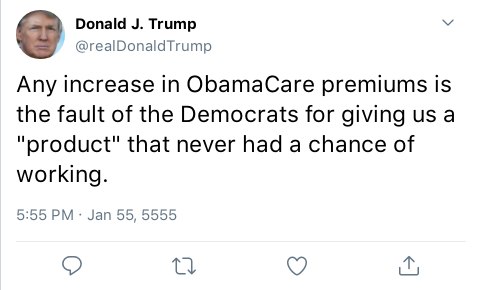 Donald J. Trump
@realDonaldTrump
Any increase in ObamaCare premiums is
the fault of the Democrats for giving us a
"product" that never had a chance of
working.
5:55 PM · Jan 55, 5555